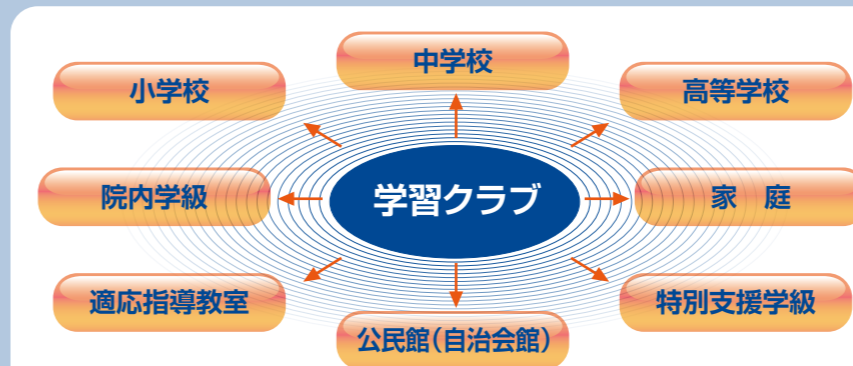 中学校
小学校
高等学校
院内学級
学習クラブ
家　庭
適応指導教室
特別支援学級
公民館（自治会館）